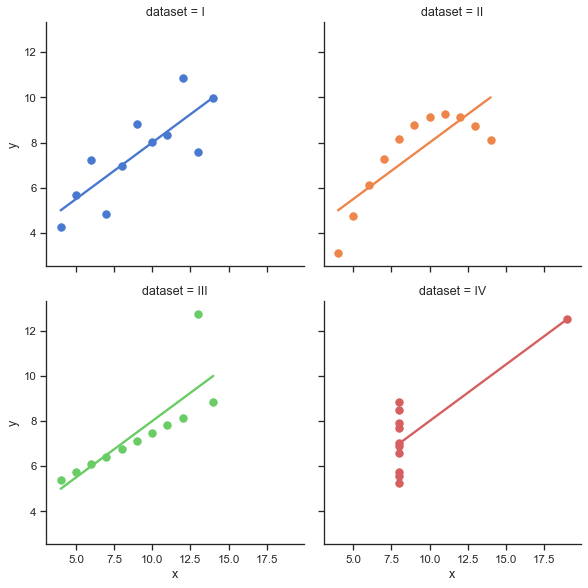 dataset = I
dataset = II
12
10
8
6
4
y
dataset = III
dataset = IV
12
10
8
6
4
y
5.0 7.5 10.0 12.5 15.0 17.5
5.0 7.5 10.0 12.5 15.0 17.5
x
x